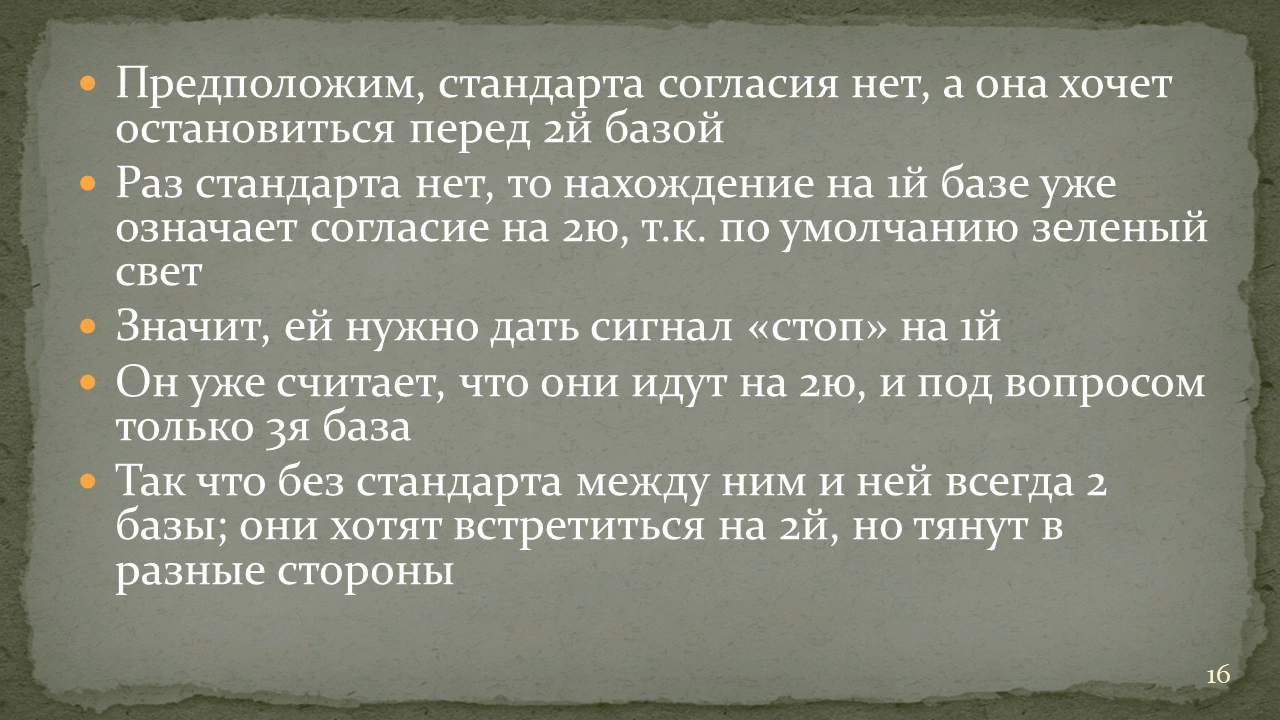 • Предположим, стандарта согласия нет, а она хочет
остановиться перед 2й базой
• Раз стандарта нет, то нахождение на 1й базе уже
означает согласие на 2ю, т.к. по умолчанию зеленый
свет
• Значит, ей нужно дать сигнал «стоп» на 1й
• Он уже считает, что они идут на 2ю, и под вопросом
только 3я база
• Так что без стандарта между ним и ней всегда 2
базы; они хотят встретиться на 2й, но тянут в
разные стороны
16